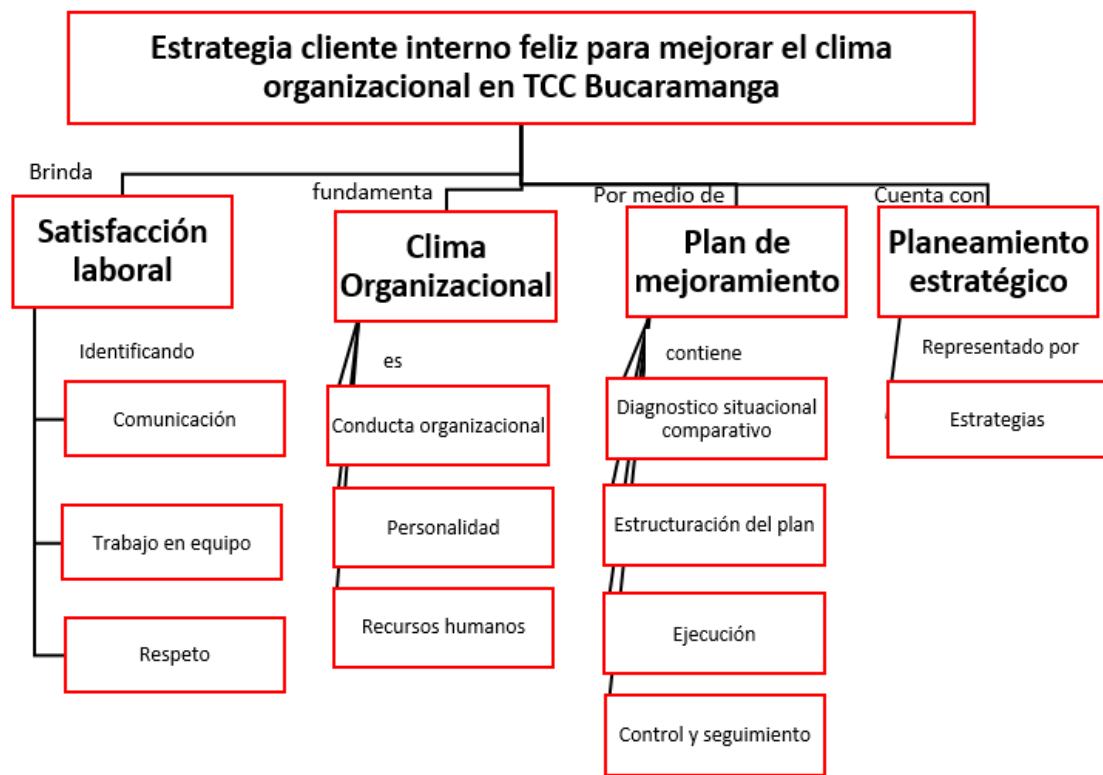 Estrategia cliente interno feliz para mejorar el clima
organizacional en TCC Bucaramanga
Brinda
fundamenta
Por medio de
Cuenta con
Satisfacción
laboral
Clima
Organizacional
Plan de
mejoramiento
Planeamiento
estratégico
Identificando
es
contiene
Representado por
Comunicación
Conducta organizacional
Diagnostico situacional
comparativo
Estrategias
Trabajo en equipo
Personalidad
Estructuración del plan
Respeto
Recursos humanos
Ejecución
Control y seguimiento